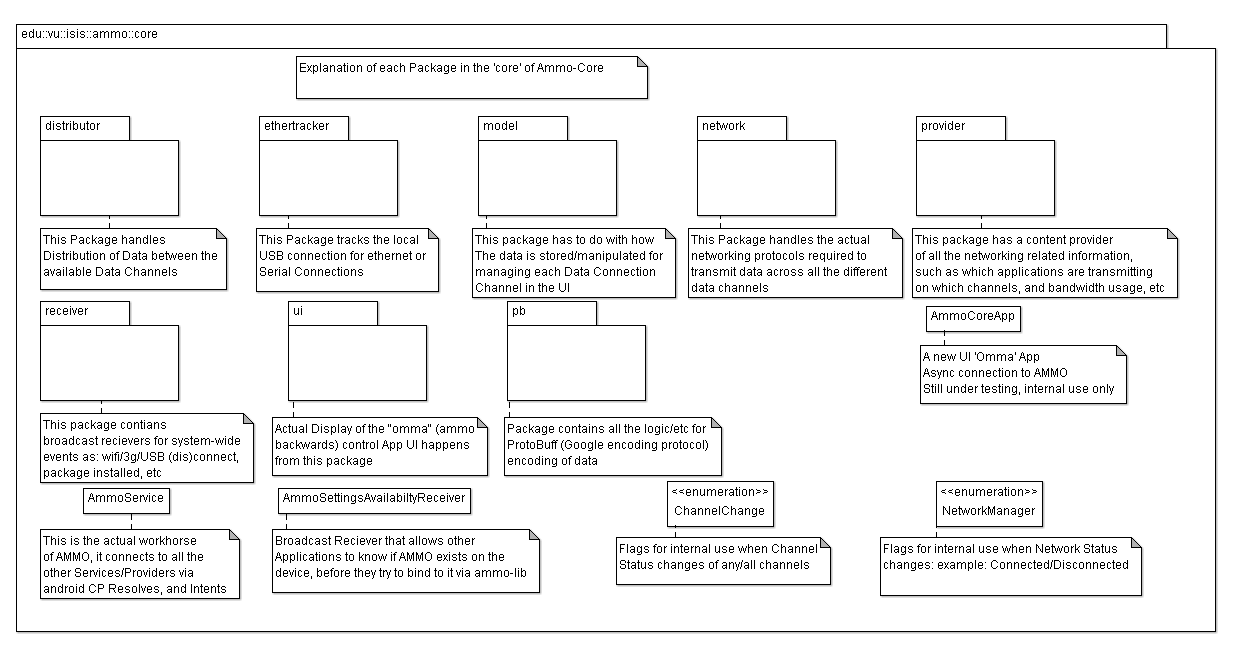 edu::vu::isis::ammo::core
Explanation of each Package in the 'core' of Ammo-Core
distributor
This Package handles
Distribution of Data between the
available Data Channels
ethertracker
This Package tracks the local
USB connection for ethernet or
Serial Connections
model
This package has to do with how
The data is stored/manipulated for
managing each Data Connection
Channel in the UI
network
This Package handles the actual
networking protocols required to
transmit data across all the different
data channels
provider
This package has a content provider
of all the networking related information,
such as which applications are transmitting
on which channels, and bandwidth usage, etc
receiver
This package contians
broadcast recievers for system-wide
events as: wifi/3g/USB (dis)connect,
package installed, etc
ui
Actual Display of the "omma" (ammo
backwards) control App UI happens
from this package
pb
Package contains all the logic/etc for
ProtoBuff (Google encoding protocol)
encoding of data
AmmoCoreApp
A new UI 'Omma' App
Async connection to AMMO
Still under testing, internal use only
AmmoService
This is the actual workhorse
of AMMO, it connects to all the
other Services/Providers via
android CP Resolves, and Intents
AmmoSettingsAvailabiltyReceiver
Broadcast Reciever that allows other
Applications to know if AMMO exists on the
device, before they try to bind to it via ammo-lib
<<enumeration>>
ChannelChange
Flags for internal use when Channel
Status changes of any/all channels
<<enumeration>>
NetworkManager
Flags for internal use when Network Status
changes: example: Connected/Disconnected